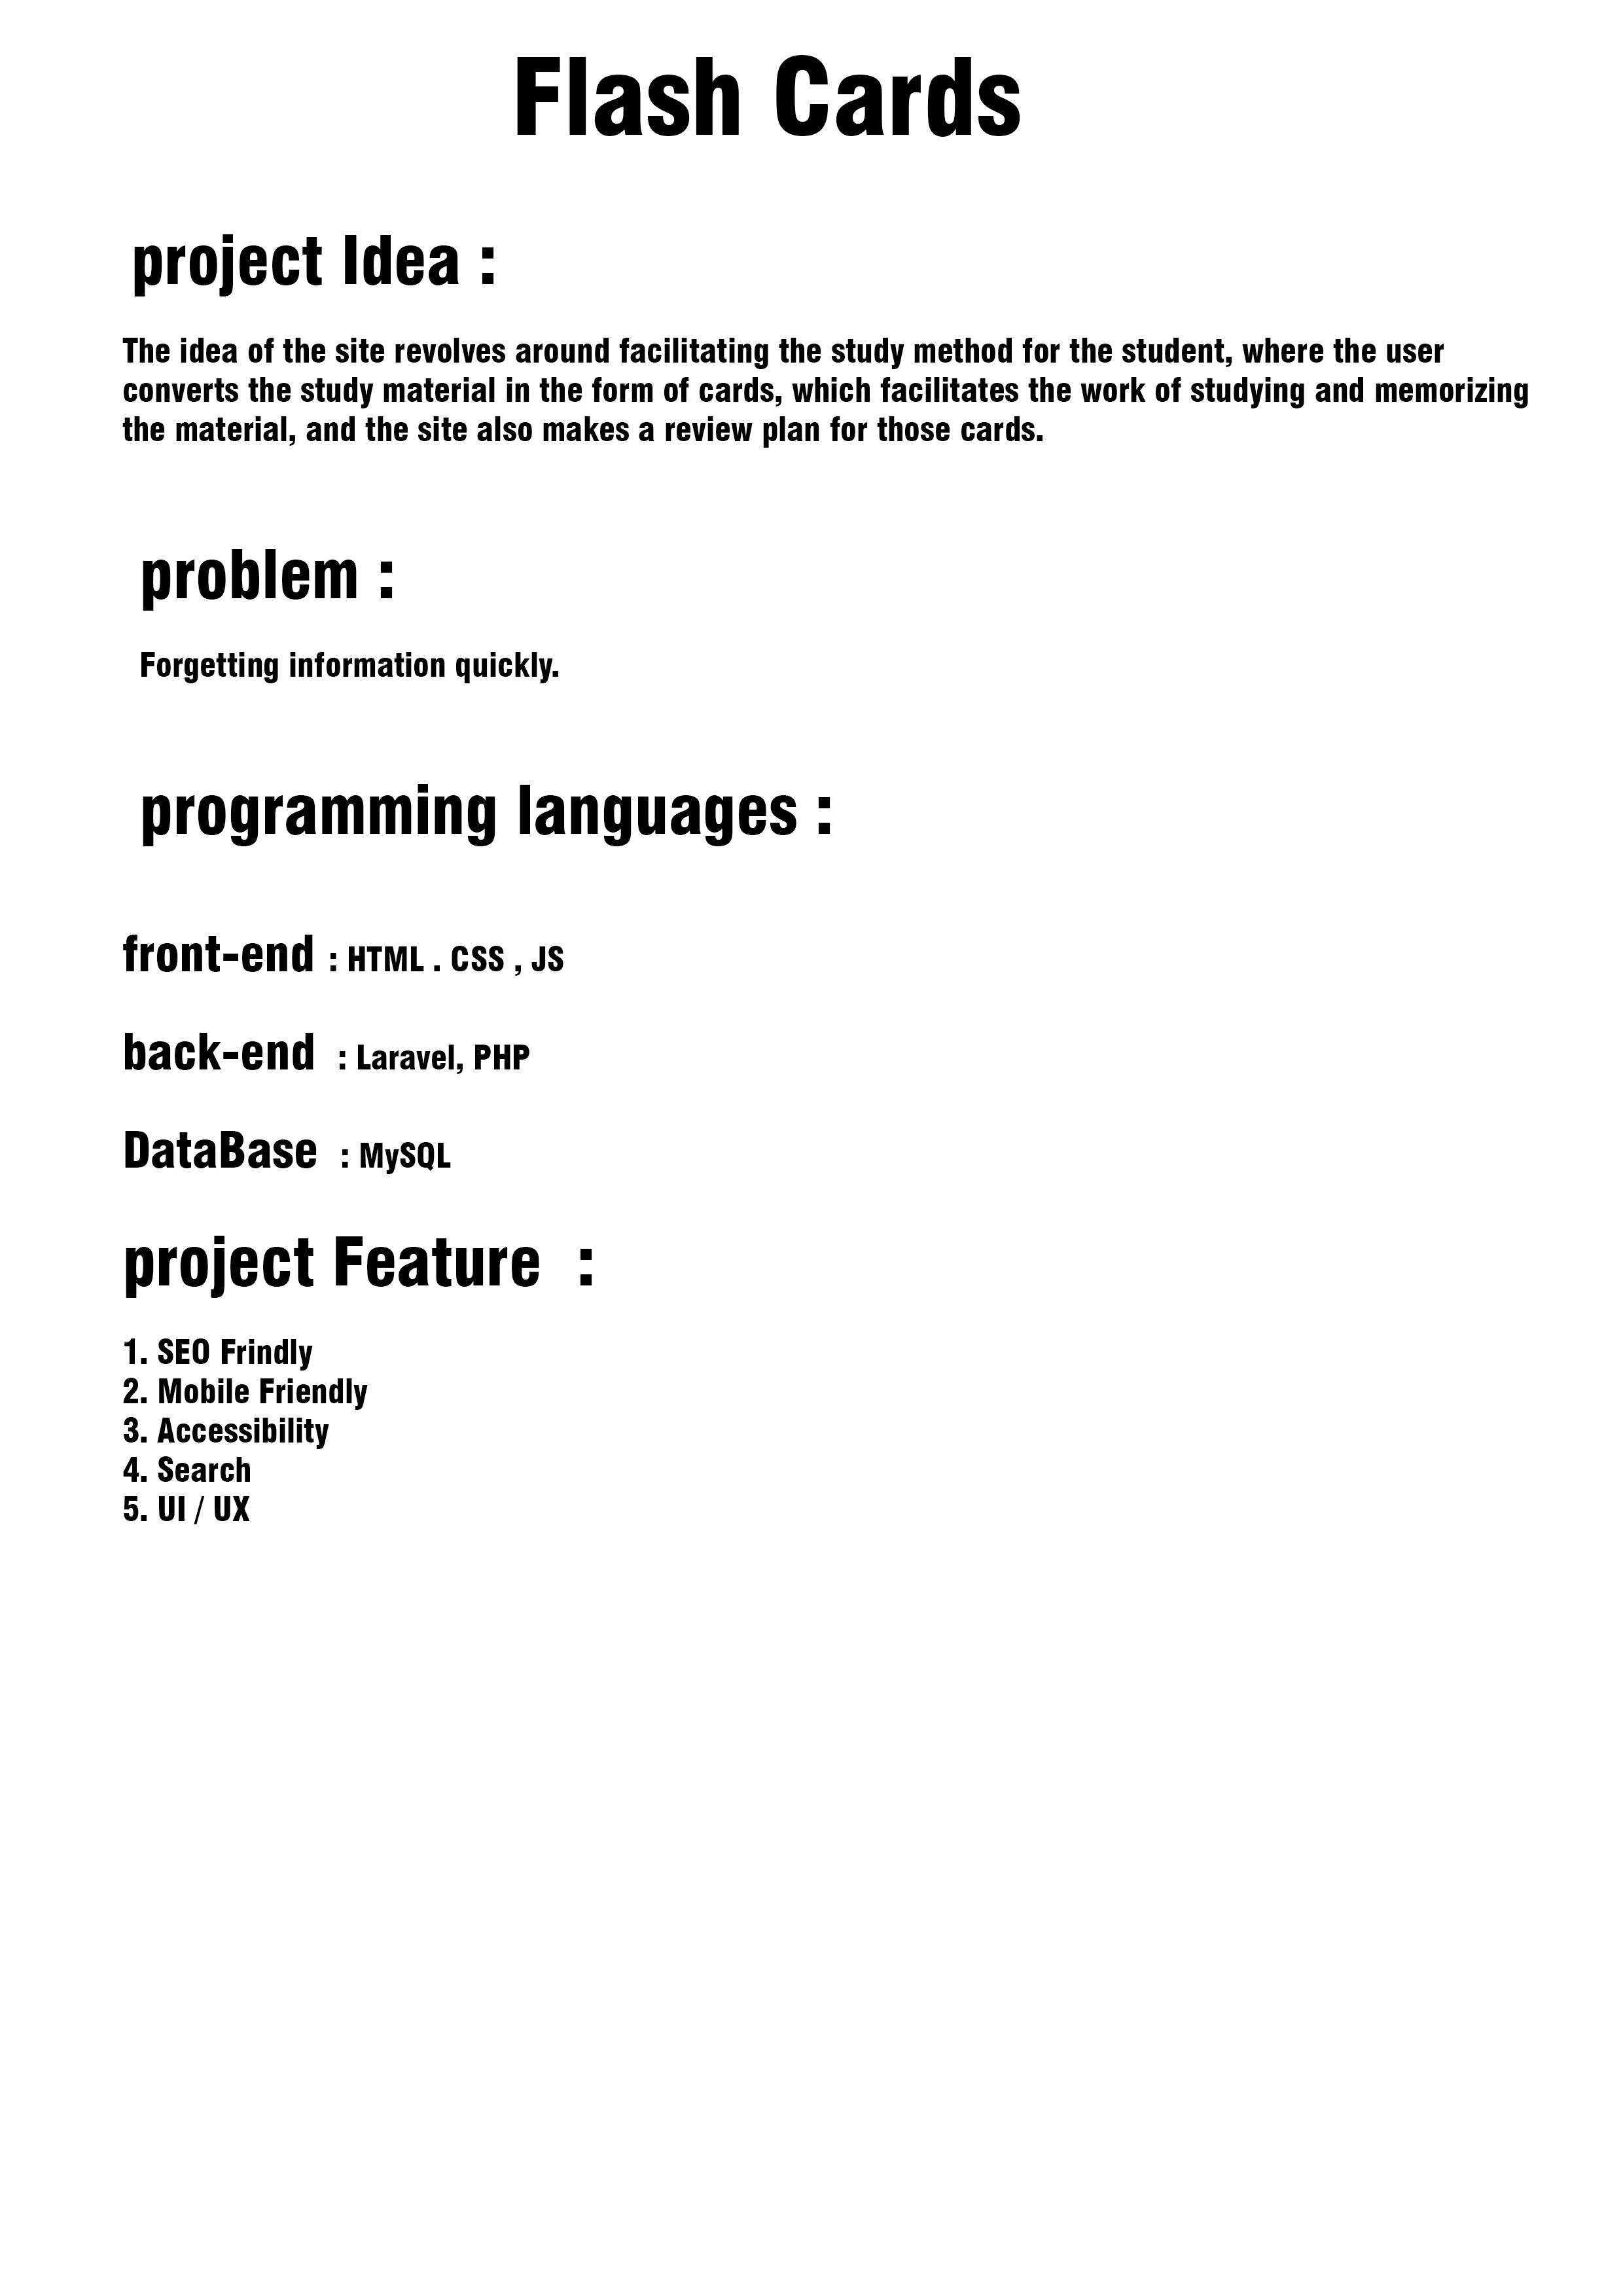 Flash Cards
project Idea :
The idea of the site revolves around facilitating the study method for the student, where the user
converts the study material in the form of cards, which facilitates the work of studying and memorizing
the material, and the site also makes a review plan for those cards.
problem :
Forgetting information quickly.
programming languages :
front-end : HTML . CSS , JS
back-end : Laravel, PHP
DataBase : MySQL
project Feature :
1. SEO Frindly
2. Mobile Friendly
3. Accessibility
4. Search
5. UI / UX